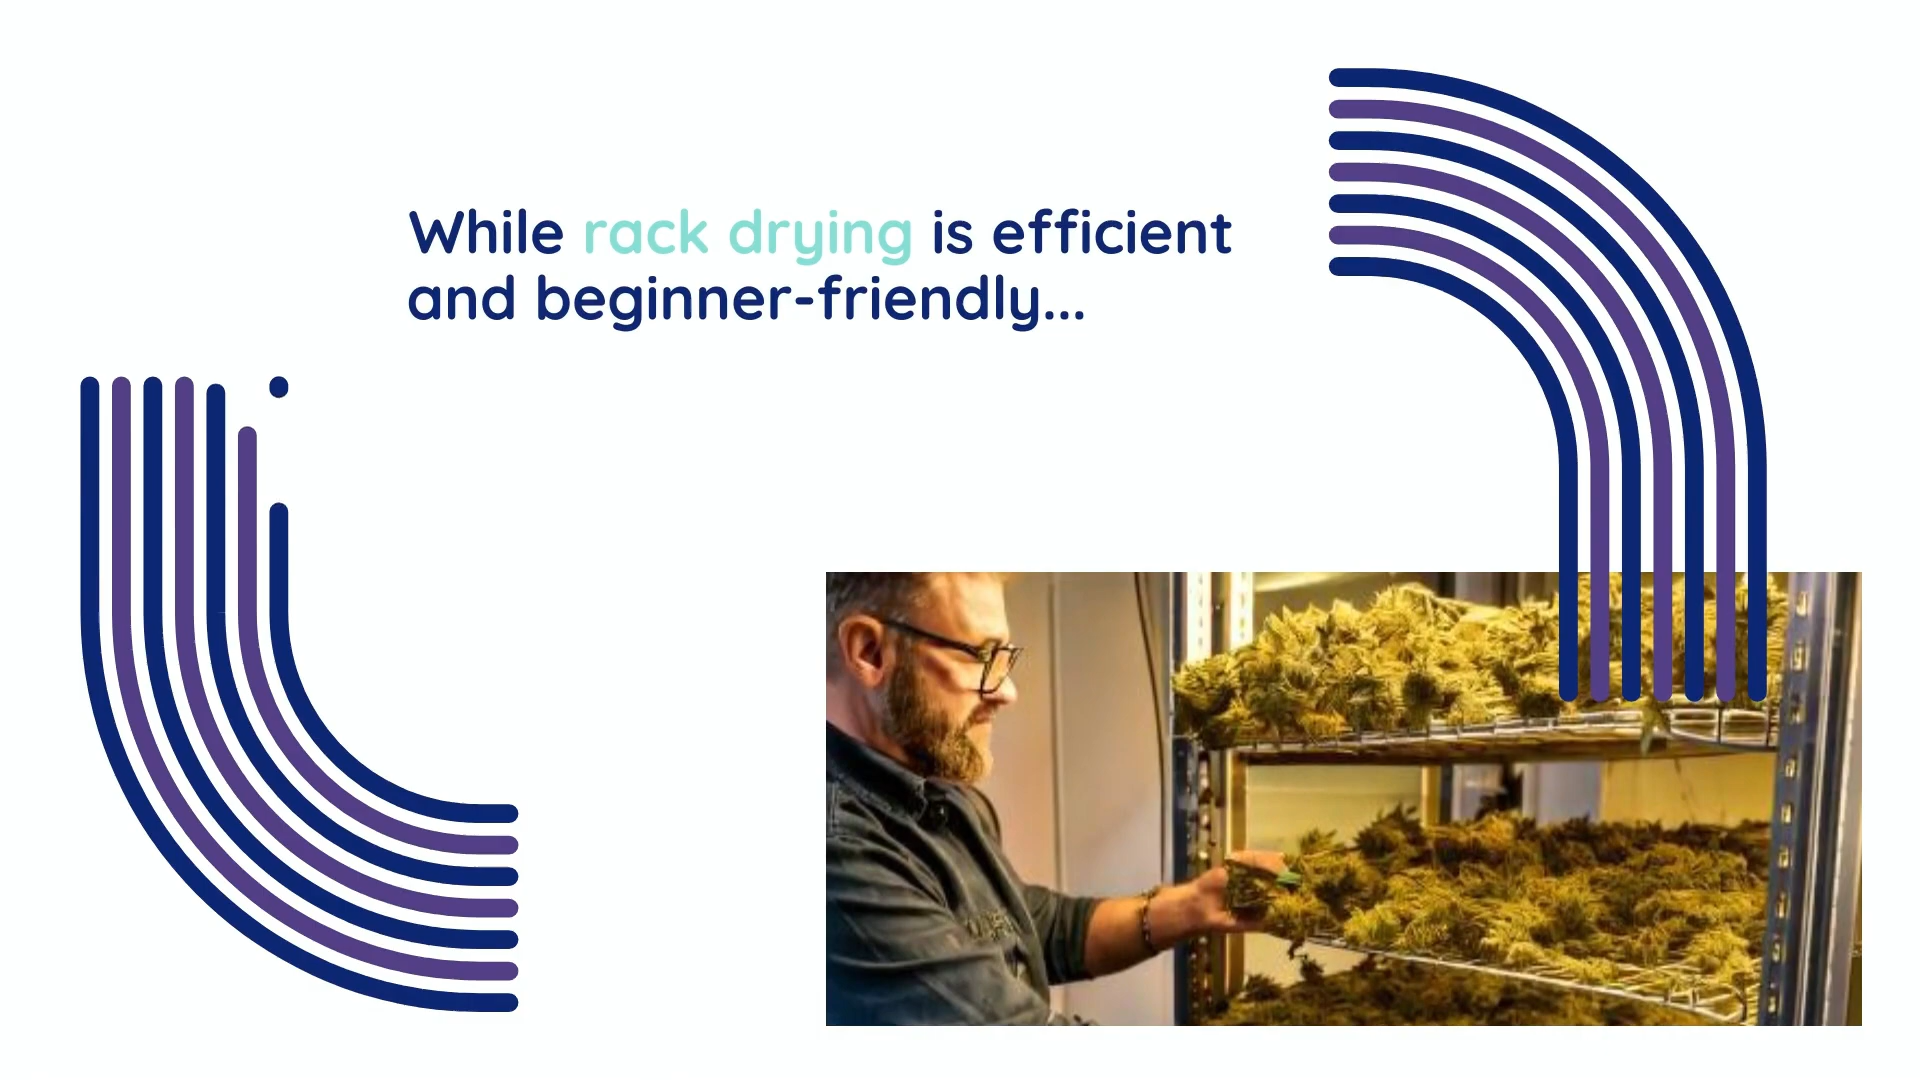 While rack drying is efficient
and beginner-friendly...